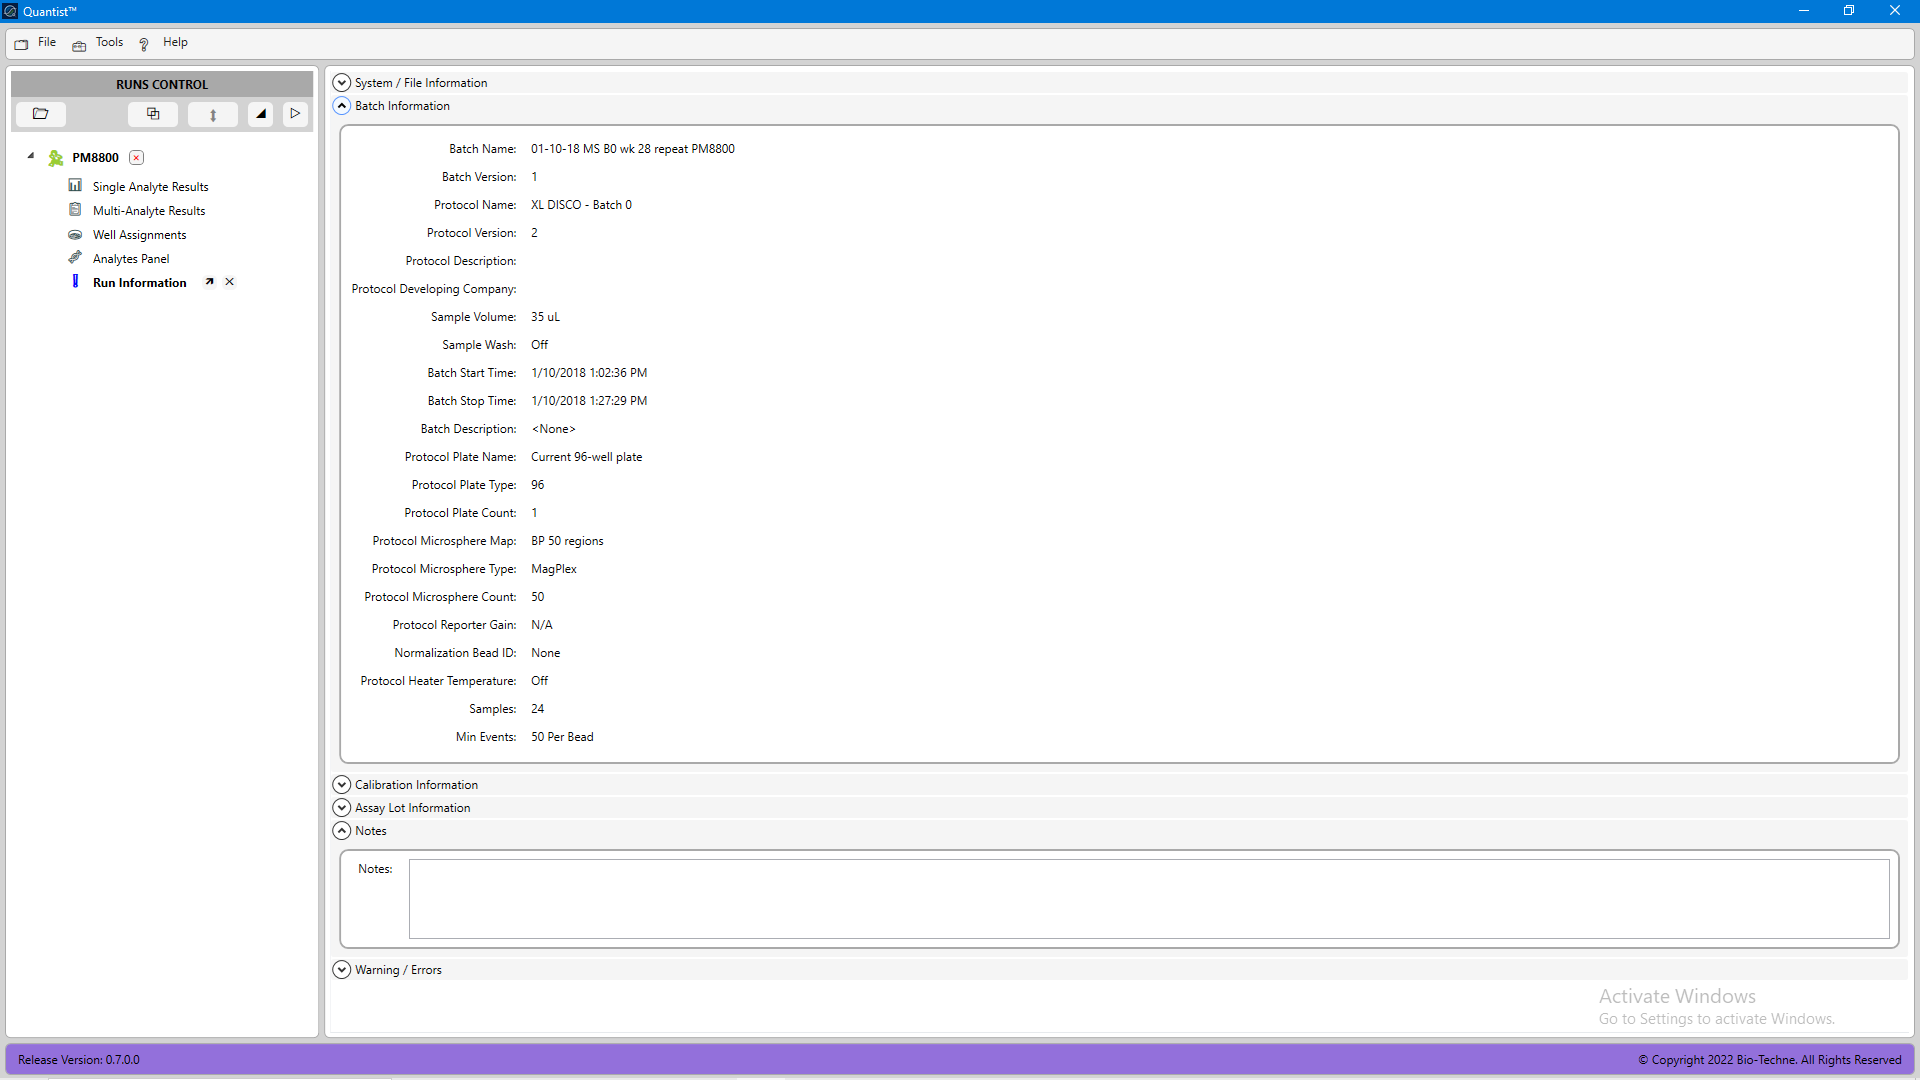 Quantist™
File Tools ? Help
RUNS CONTROL
PM8800
Single Analyte Results
Multi-Analyte Results
Well Assignments
Analytes Panel
Run Information
System / File Information
Batch Information
Batch Name: 01-10-18 MS B0 wk 28 repeat PM8800
Batch Version: 1
Protocol Name: XL DISCO - Batch 0
Protocol Version: 2
Protocol Description:
Protocol Developing Company:
Sample Volume: 35 uL
Sample Wash: Off
Batch Start Time: 1/10/2018 1:02:36 PM
Batch Stop Time: 1/10/2018 1:27:29 PM
Batch Description: <None>
Protocol Plate Name: Current 96-well plate
Protocol Plate Type: 96
Protocol Plate Count: 1
Protocol Microsphere Map: BP 50 regions
Protocol Microsphere Type: MagPlex
Protocol Microsphere Count: 50
Protocol Reporter Gain: N/A
Normalization Bead ID: None
Protocol Heater Temperature: Off
Samples: 24
Min Events: 50 Per Bead
Calibration Information
Assay Lot Information
Notes
Notes:
Warning / Errors
Activate Windows
Go to Settings to activate Windows.
Release Version: 0.7.0.0
© Copyright 2022 Bio-Techne. All Rights Reserved